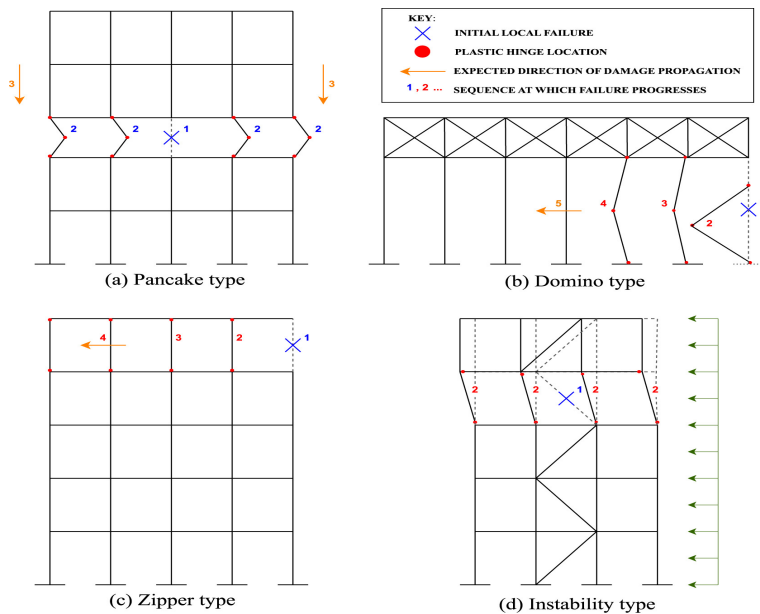 KEY:
INITIAL LOCAL FAILURE
PLASTIC HINGE LOCATION
EXPECTED DIRECTION OF DAMAGE PROPAGATION
1 , 2 ... SEQUENCE AT WHICH FAILURE PROGRESSES
3 3
2 2 1 2 2
(a) Pancake type
5 4 3 2 1
(b) Domino type
4 3 2 1
(c) Zipper type
2 2 1 2 2
(d) Instability type